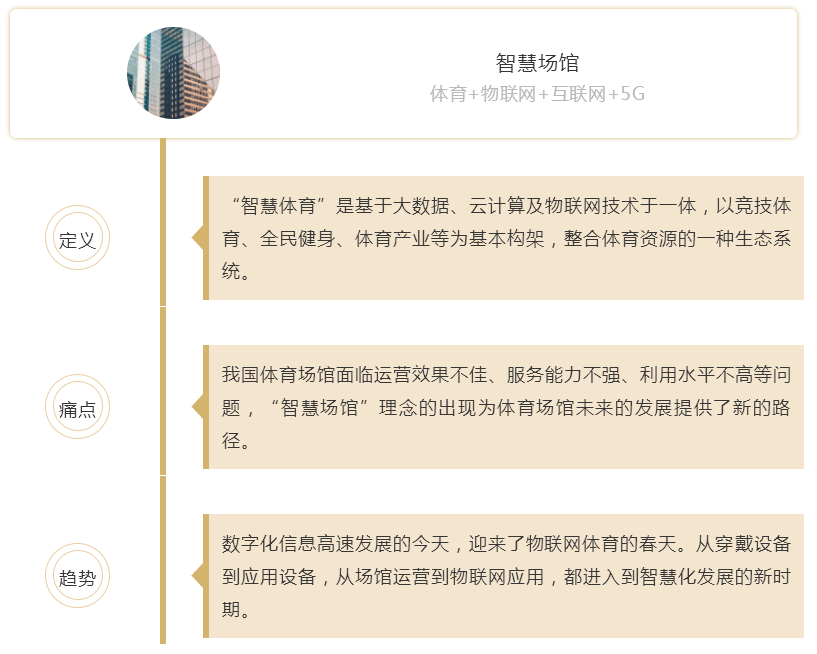 智慧场馆
体育+物联网+互联网+5G
定义
“智慧体育”是基于大数据、云计算及物联网技术于一体，以竞技体
育、全民健身、体育产业等为基本构架，整合体育资源的一种生态系
统。
痛点
我国体育场馆面临运营效果不佳、服务能力不强、利用水平不高等问
题，“智慧场馆”理念的出现为体育场馆未来的发展提供了新的路
径。
趋势
数字化信息高速发展的今天，迎来了物联网体育的春天。从穿戴设备
到应用设备，从场馆运营到物联网应用，都进入到智慧化发展的新时
期。